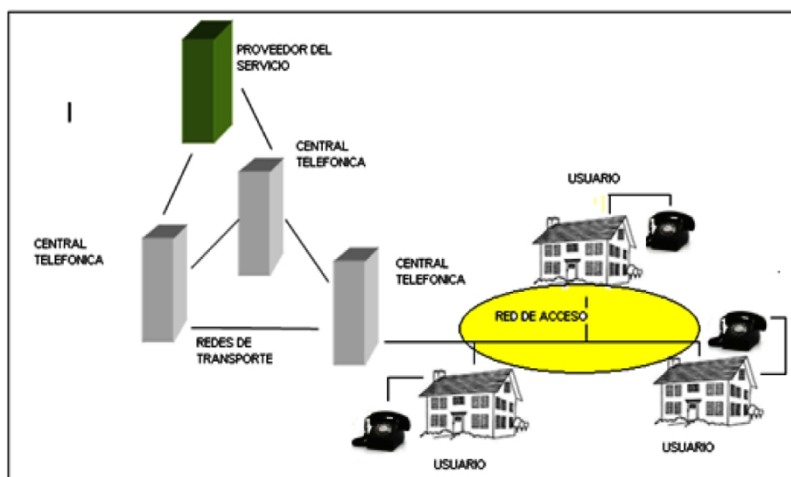 PROVEEDOR DEL
SERVICIO
CENTRAL
TELEFONICA
USUARIO
CENTRAL
TELEFONICA
CENTRAL
TELEFONICA
RED DE ACCESO
REDES DE
TRANSPORTE
USUARIO
USUARIO